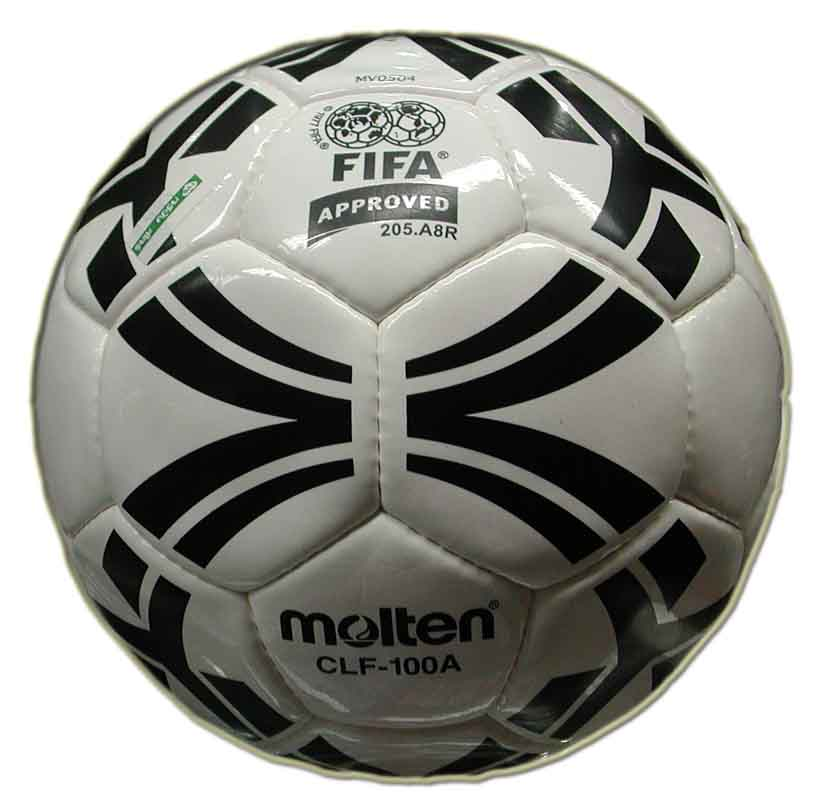 MV0504
FIFA®
APPROVED
205.A8R
molten®
CLF-100A